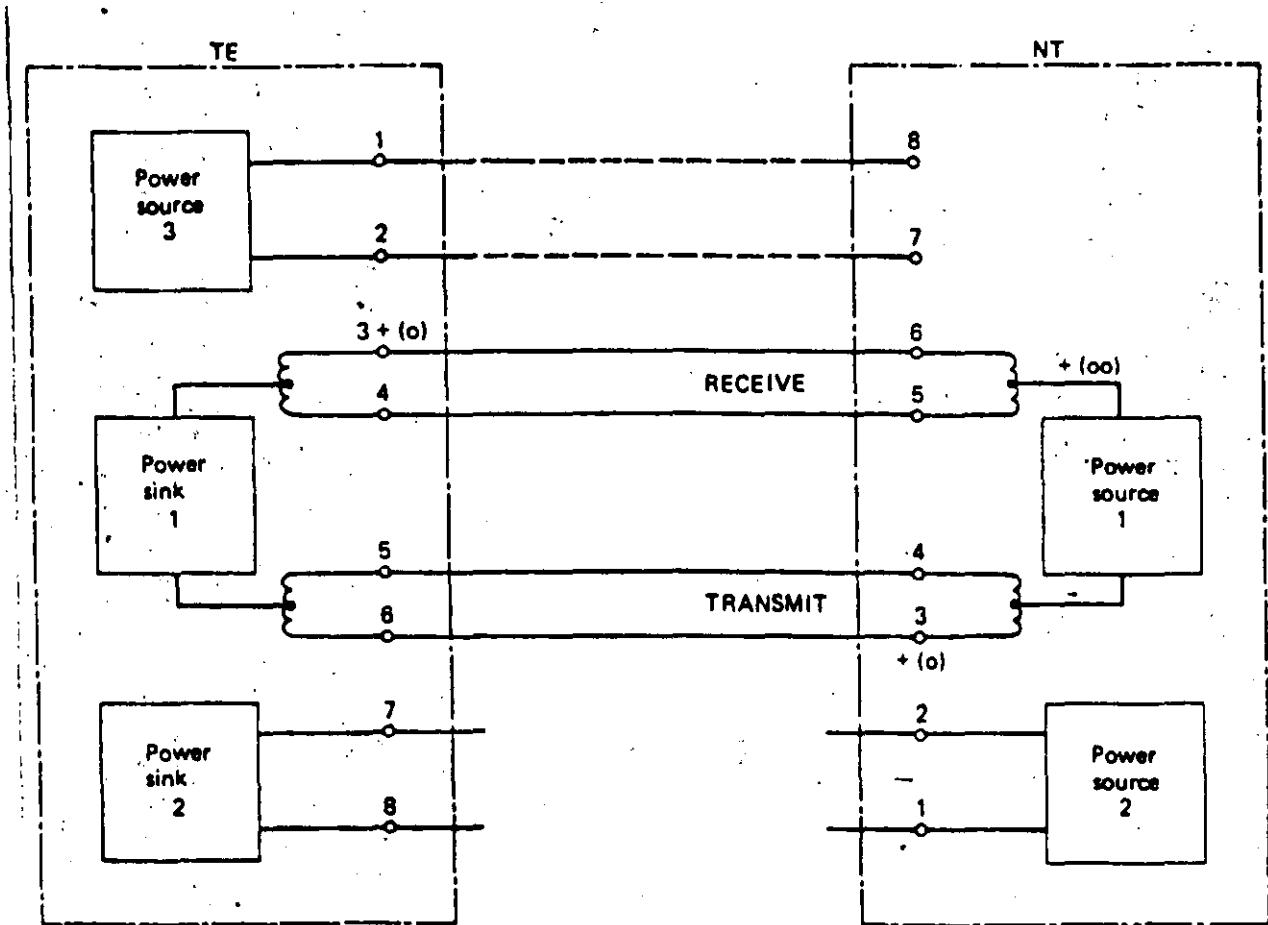 TE
NT
1
8
Power
source
3
2
7
3 + (o)
6
+ (oo)
RECEIVE
4
5
Power
sink
1
Power
source
1
5
4
TRANSMIT
-
6
3
+ (o)
7
2
Power
sink
2
Power
source
2
8
1